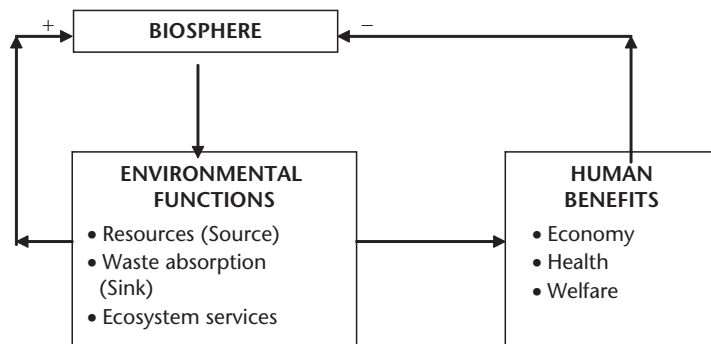 +
BIOSPHERE
−
ENVIRONMENTAL
FUNCTIONS
• Resources (Source)
• Waste absorption
(Sink)
• Ecosystem services
HUMAN
BENEFITS
• Economy
• Health
• Welfare